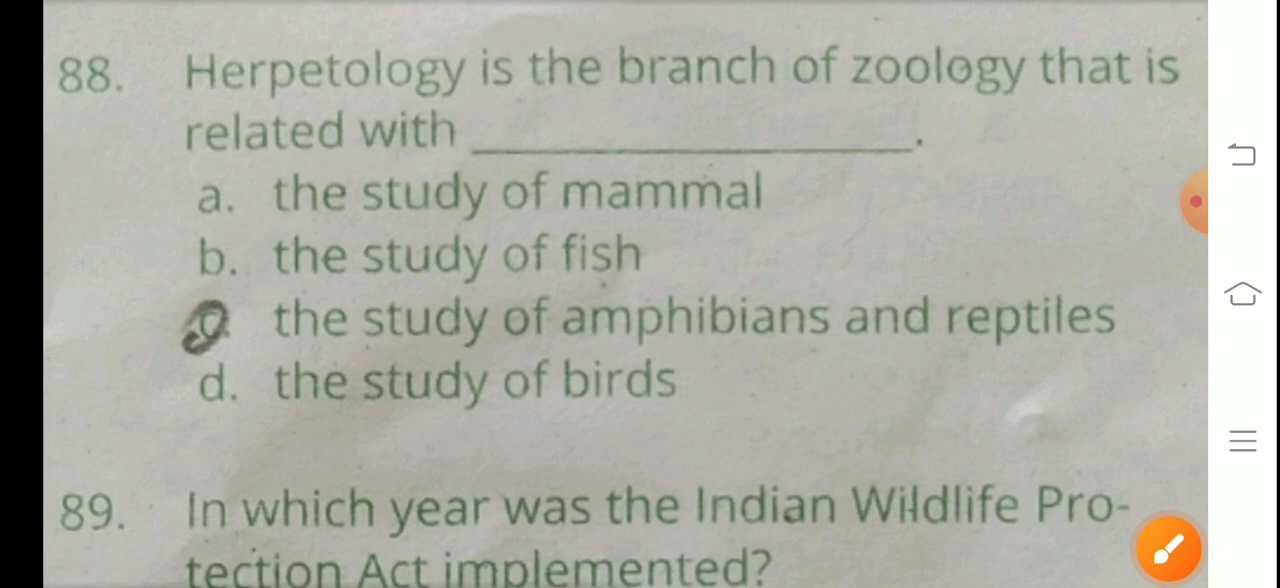 88. Herpetology is the branch of zoology that is
related with ____________________.
a. the study of mammal
b. the study of fish
c. the study of amphibians and reptiles
d. the study of birds
89. In which year was the Indian Wildlife Pro-
tection Act implemented?